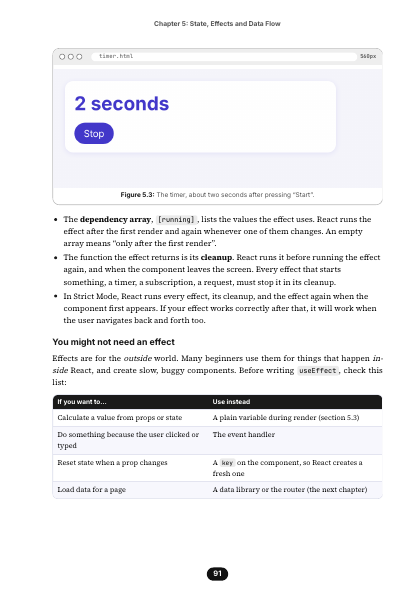 Chapter 5: State, Effects and Data Flow
timer.html
560px
2 seconds
Stop
Figure 5.3: The timer, about two seconds after pressing “Start”.
• The dependency array, [running], lists the values the effect uses. React runs the
effect after the first render and again whenever one of them changes. An empty
array means “only after the first render”.
• The function the effect returns is its cleanup. React runs it before running the effect
again, and when the component leaves the screen. Every effect that starts
something, a timer, a subscription, a request, must stop it in its cleanup.
• In Strict Mode, React runs every effect, its cleanup, and the effect again when the
component first appears. If your effect works correctly after that, it will work when
the user navigates back and forth too.
You might not need an effect
Effects are for the outside world. Many beginners use them for things that happen in-
side React, and create slow, buggy components. Before writing useEffect, check this
list:
If you want to... Use instead
Calculate a value from props or state A plain variable during render (section 5.3)
Do something because the user clicked or
typed
The event handler
Reset state when a prop changes
A key on the component, so React creates a
fresh one
Load data for a page A data library or the router (the next chapter)
91